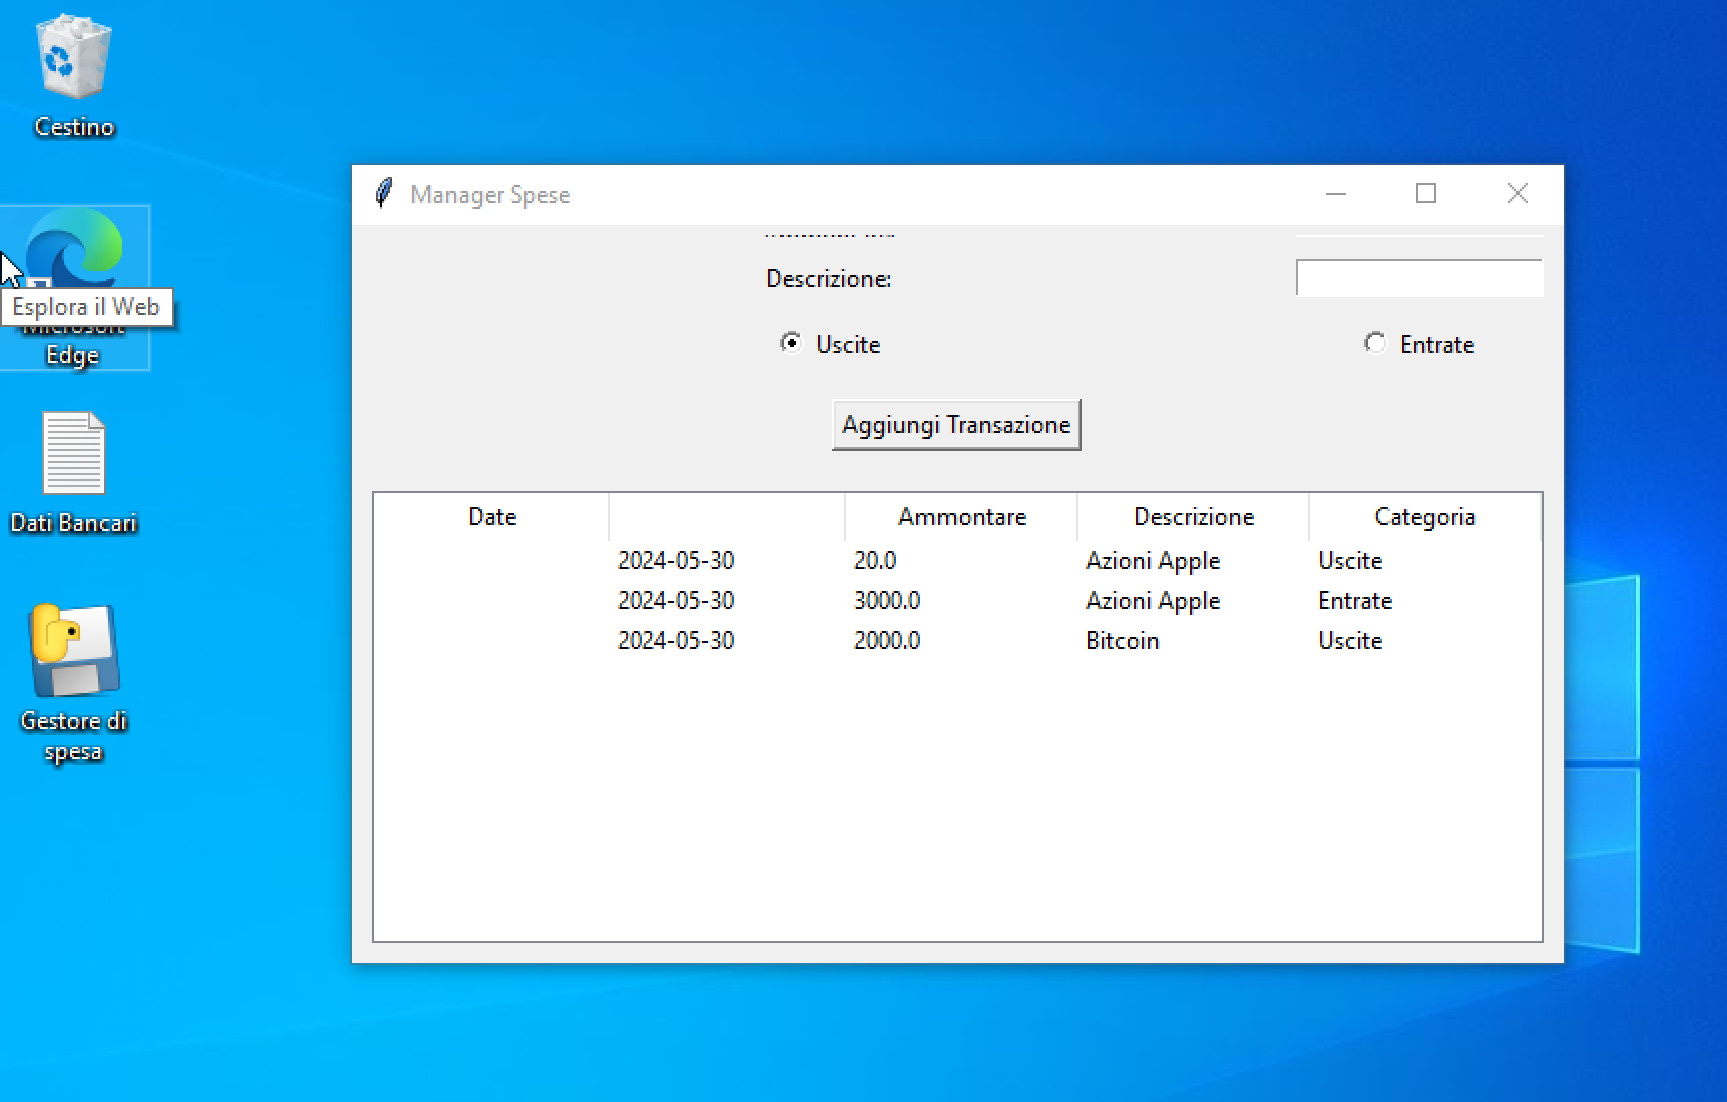 Cestino
Esplora il Web
Microsoft
Edge
Dati Bancari
Gestore di
spesa
Manager Spese
Descrizione:
Uscite Entrate
Aggiungi Transazione
Date Ammontare Descrizione Categoria
2024-05-30 20.0 Azioni Apple Uscite
2024-05-30 3000.0 Azioni Apple Entrate
2024-05-30 2000.0 Bitcoin Uscite